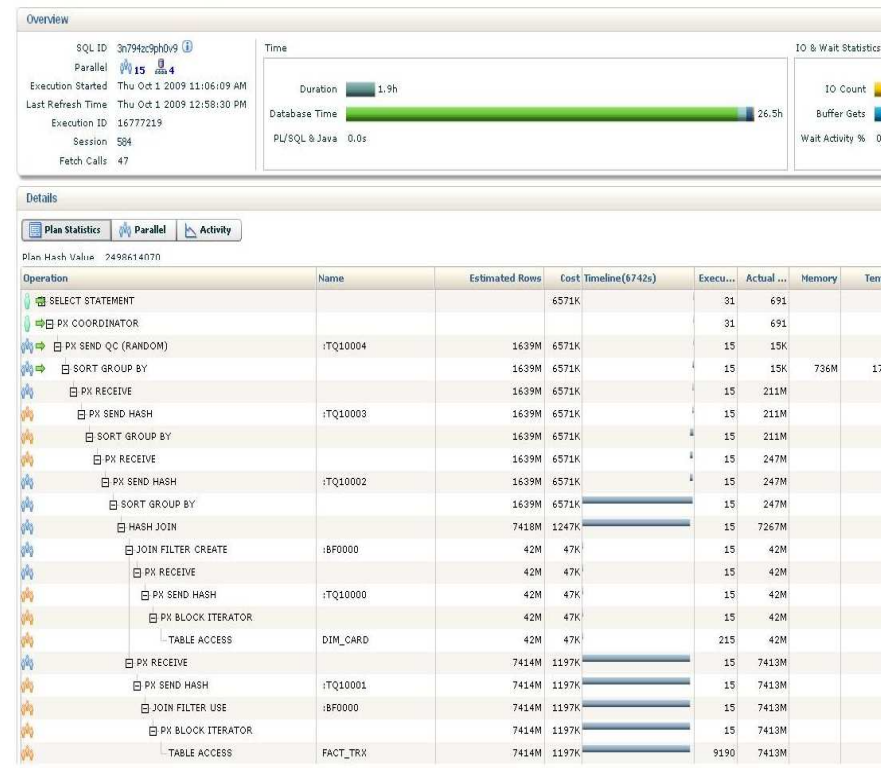 Overview
SQL ID 3n794zc9ph0v9
Parallel 15 4
Execution Started Thu Oct 1 2009 11:06:09 AM
Last Refresh Time Thu Oct 1 2009 12:58:30 PM
Execution ID 16777219
Session 584
Fetch Calls 47
Time
Duration 1.9h
Database Time 26.5h
PL/SQL & Java 0.0s
IO & Wait Statistics
IO Count
Buffer Gets
Wait Activity % 0
Details
Plan Statistics Parallel Activity
Plan Hash Value 2498614070
Operation Name Estimated Rows Cost Timeline(6742s) Execu... Actual ... Memory Ten
SELECT STATEMENT 6571K 31 691
PX COORDINATOR 31 691
PX SEND QC (RANDOM) :TQ10004 1639M 6571K 15 15K
SORT GROUP BY 1639M 6571K 15 15K 736M 17
PX RECEIVE 1639M 6571K 15 211M
PX SEND HASH :TQ10003 1639M 6571K 15 211M
SORT GROUP BY 1639M 6571K 15 211M
PX RECEIVE 1639M 6571K 15 247M
PX SEND HASH :TQ10002 1639M 6571K 15 247M
SORT GROUP BY 1639M 6571K 15 247M
HASH JOIN 7418M 1247K 15 7267M
JOIN FILTER CREATE :BF0000 42M 47K 15 42M
PX RECEIVE 42M 47K 15 42M
PX SEND HASH :TQ10000 42M 47K 15 42M
PX BLOCK ITERATOR 42M 47K 15 42M
TABLE ACCESS DIM_CARD 42M 47K 215 42M
PX RECEIVE 7414M 1197K 15 7413M
PX SEND HASH :TQ10001 7414M 1197K 15 7413M
JOIN FILTER USE :BF0000 7414M 1197K 15 7413M
PX BLOCK ITERATOR 7414M 1197K 15 7413M
TABLE ACCESS FACT_TRX 7414M 1197K 9190 7413M